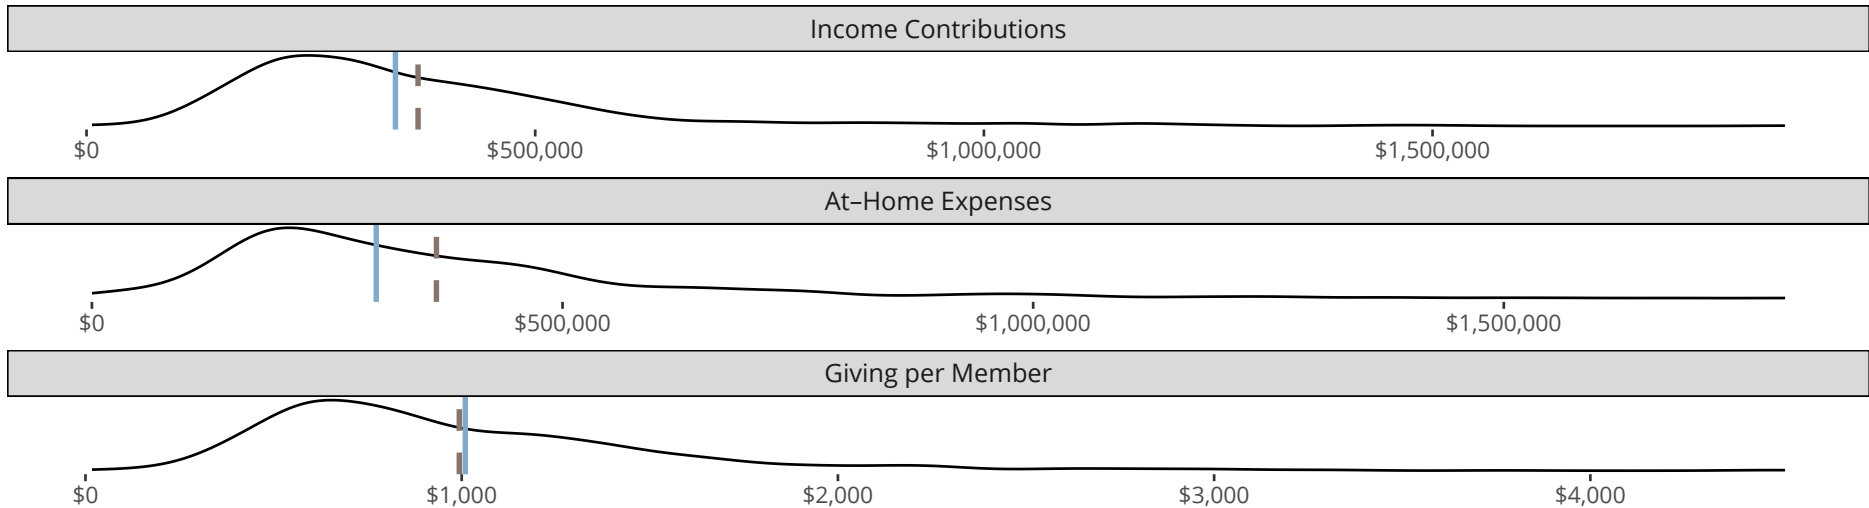 Income Contributions
$0 $500,000 $1,000,000 $1,500,000
At–Home Expenses
$0 $500,000 $1,000,000 $1,500,000
Giving per Member
$0 $1,000 $2,000 $3,000 $4,000